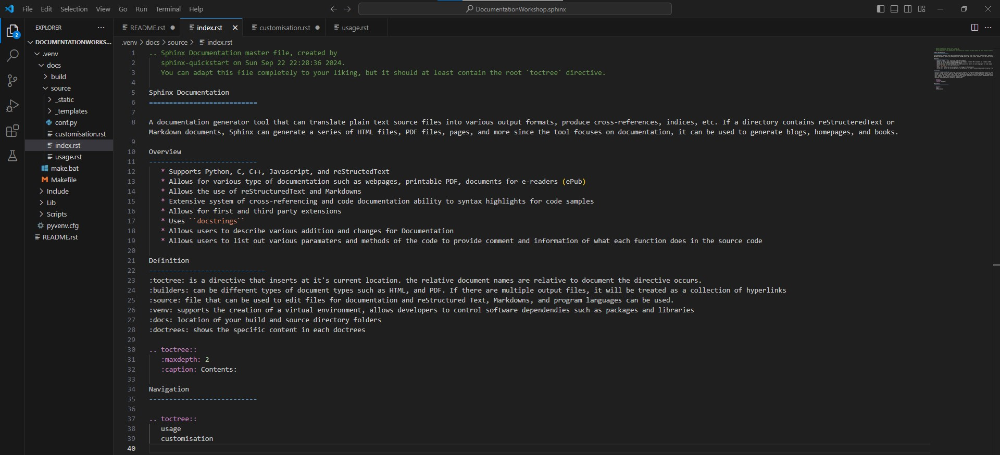 File Edit Selection View Go Run Terminal Help
DocumentationWorkshop.sphinx
EXPLORER
README.rst
index.rst
customisation.rst
usage.rst
2
DOCUMENTATIONWORKS...
.venv
docs
build
source
_static
_templates
conf.py
customisation.rst
index.rst
usage.rst
make.bat
Makefile
Include
Lib
Scripts
pyvenv.cfg
README.rst
.venv > docs > source > index.rst
1 .. Sphinx Documentation master file, created by
2 sphinx-quickstart on Sun Sep 22 22:28:36 2024.
3 You can adapt this file completely to your liking, but it should at least contain the root `toctree` directive.
4
5 Sphinx Documentation
6 ===========================
7
8 A documentation generator tool that can translate plain text source files into various output formats, produce cross-references, indices, etc. If a directory contains reStructeredText or
Markdown documents, Sphinx can generate a series of HTML files, PDF files, pages, and more since the tool focuses on documentation, it can be used to generate blogs, homepages, and books.
9
10 Overview
11 ---------------------------
12 * Supports Python, C, C++, Javascript, and reStructedText
13 * Allows for various type of documentation such as webpages, printable PDF, documents for e-readers (ePub)
14 * Allows the use of reStructuredText and Markdowns
15 * Extensive system of cross-referencing and code documentation ability to syntax highlights for code samples
16 * Allows for first and third party extensions
17 * Uses ``docstrings``
18 * Allows users to describe various addition and changes for Documentation
19 * Allows users to list out various paramaters and methods of the code to provide comment and information of what each function does in the source code
20
21 Definition
22 -----------------------------
23 :toctree: is a directive that inserts at it's current location. the relative document names are relative to document the directive occurs.
24 :builders: can be different types of document types such as HTML, and PDF. If there are multiple output files, it will be treated as a collection of hyperlinks
25 :source: file that can be used to edit files for documentation and reStructured Text, Markdowns, and program languages can be used.
26 :venv: supports the creation of a virtual environment, allows developers to control software dependendies such as packages and libraries
27 :docs: location of your build and source directory folders
28 :doctrees: shows the specific content in each doctrees
29
30 .. toctree::
31 :maxdepth: 2
32 :caption: Contents:
33
34 Navigation
35 ---------------------------
36
37 .. toctree::
38 usage
39 customisation
40